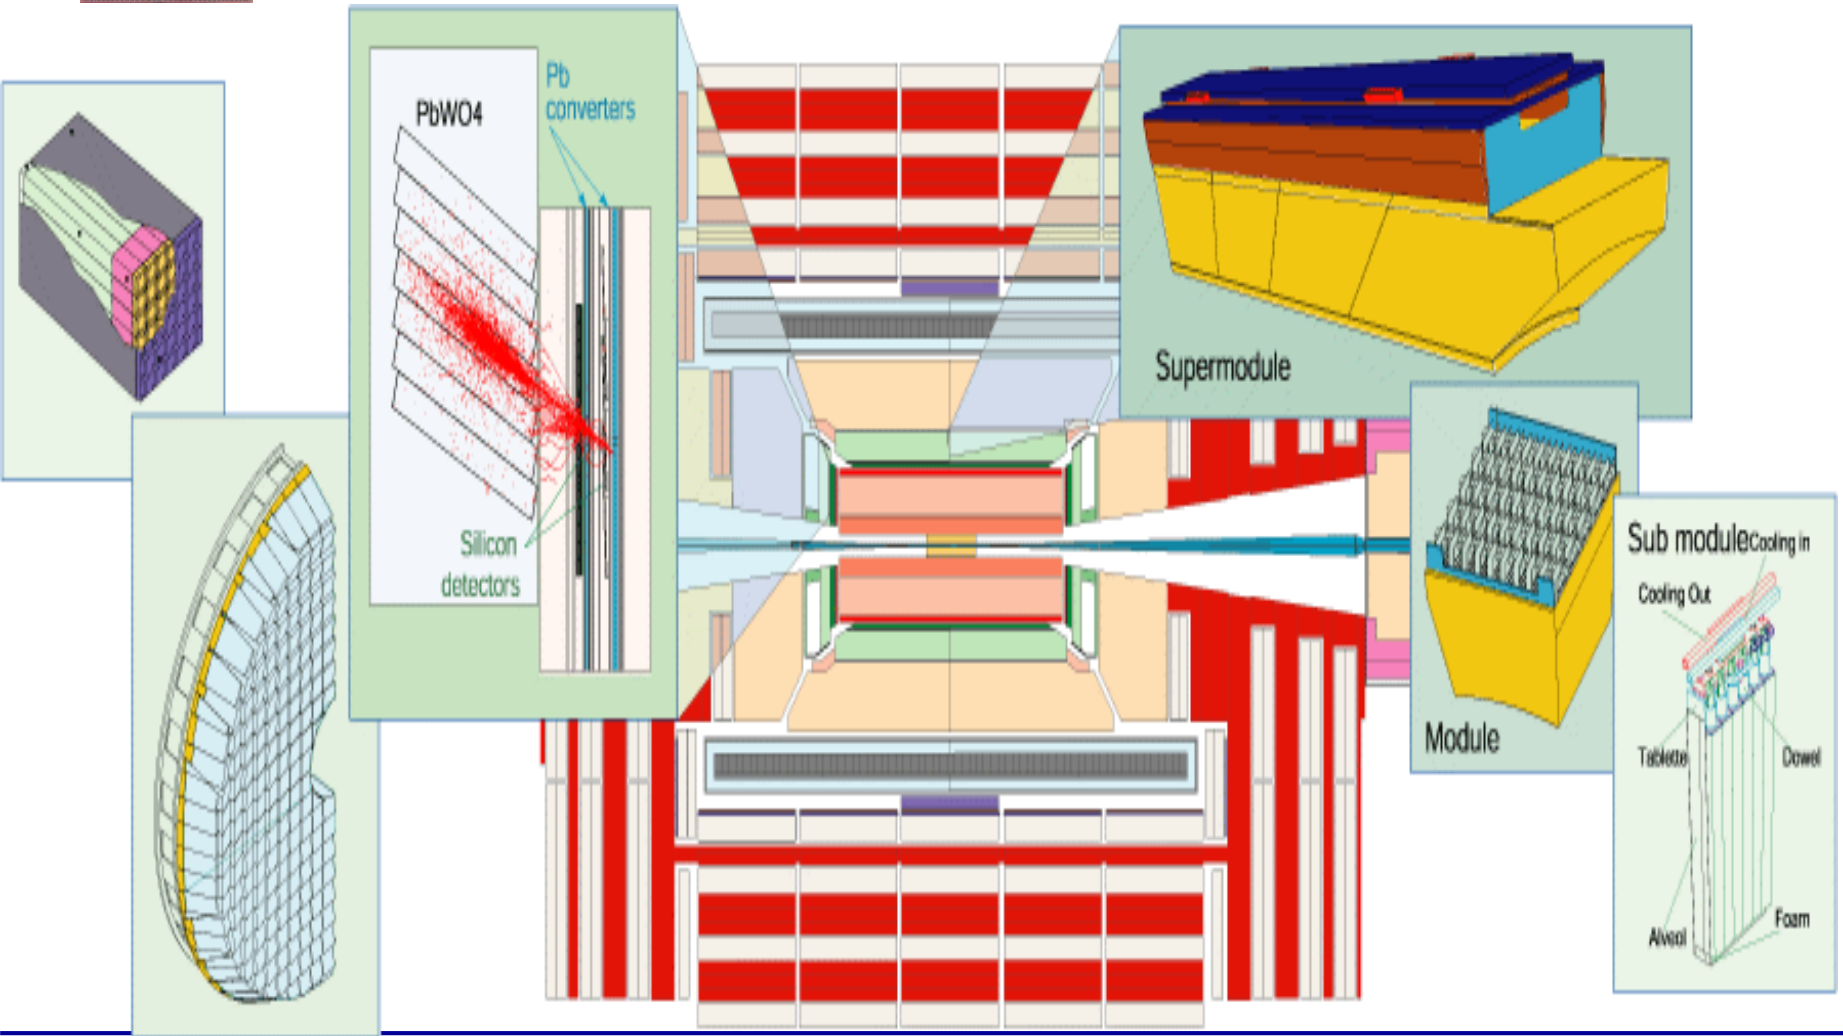 PbWO4
Pb
converters
Silicon
detectors
Supermodule
Module
Sub module
Cooling in
Cooling Out
Tablette
Dowel
Alveol
Foam